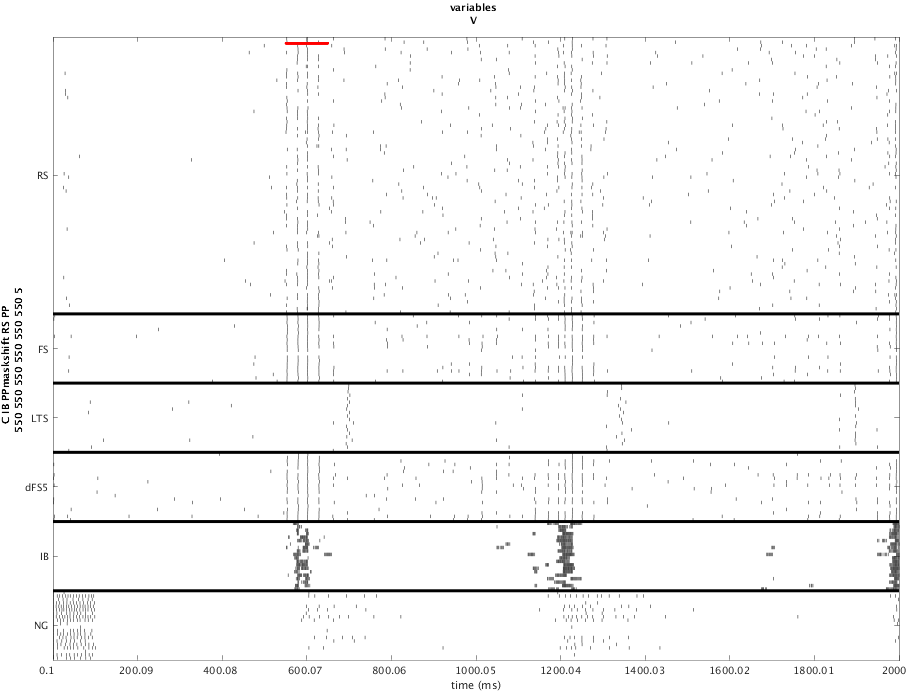 variables
V
RS
FS
LTS
dFS5
IB
NG
C IB PPmaskshift RS PP
550 550 550 550 550 550 5
0.1 200.09 400.08 600.07 800.06 1000.05 1200.04 1400.03 1600.02 1800.01 2000
time (ms)